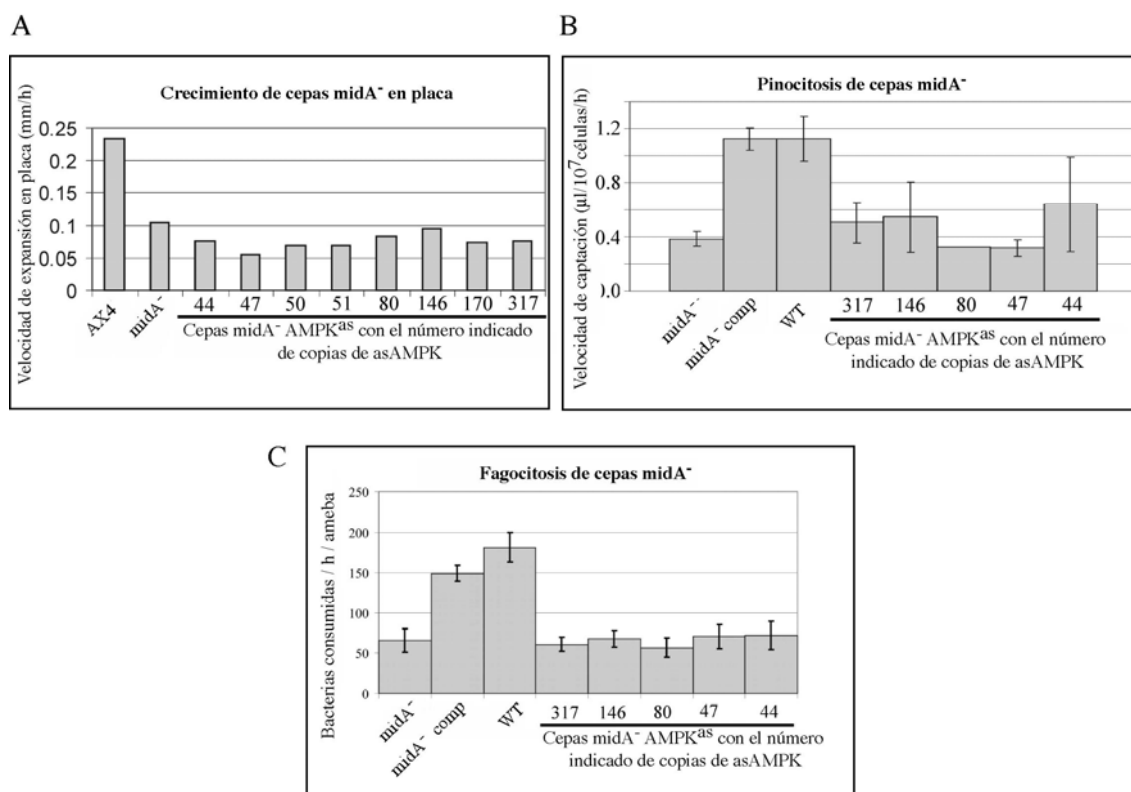 A
Crecimiento de cepas midA- en placa
Velocidad de expansión en placa (mm/h)
0.25
0.2
0.15
0.1
0.05
0
AX4
midA-
44 47 50 51 80 146 170 317
Cepas midA- AMPKas con el número indicado
de copias de asAMPK
B
Pinocitosis de cepas midA-
Velocidad de captación (µl/10⁷células/h)
1.2
0.8
0.4
0.0
midA-
midA- comp
WT
317 146 80 47 44
Cepas midA- AMPKas con el número
indicado de copias de asAMPK
C
Fagocitosis de cepas midA-
Bacterias consumidas / h / ameba
250
200
150
100
50
0
midA-
midA- comp
WT
317 146 80 47 44
Cepas midA- AMPKas con el número
indicado de copias de asAMPK